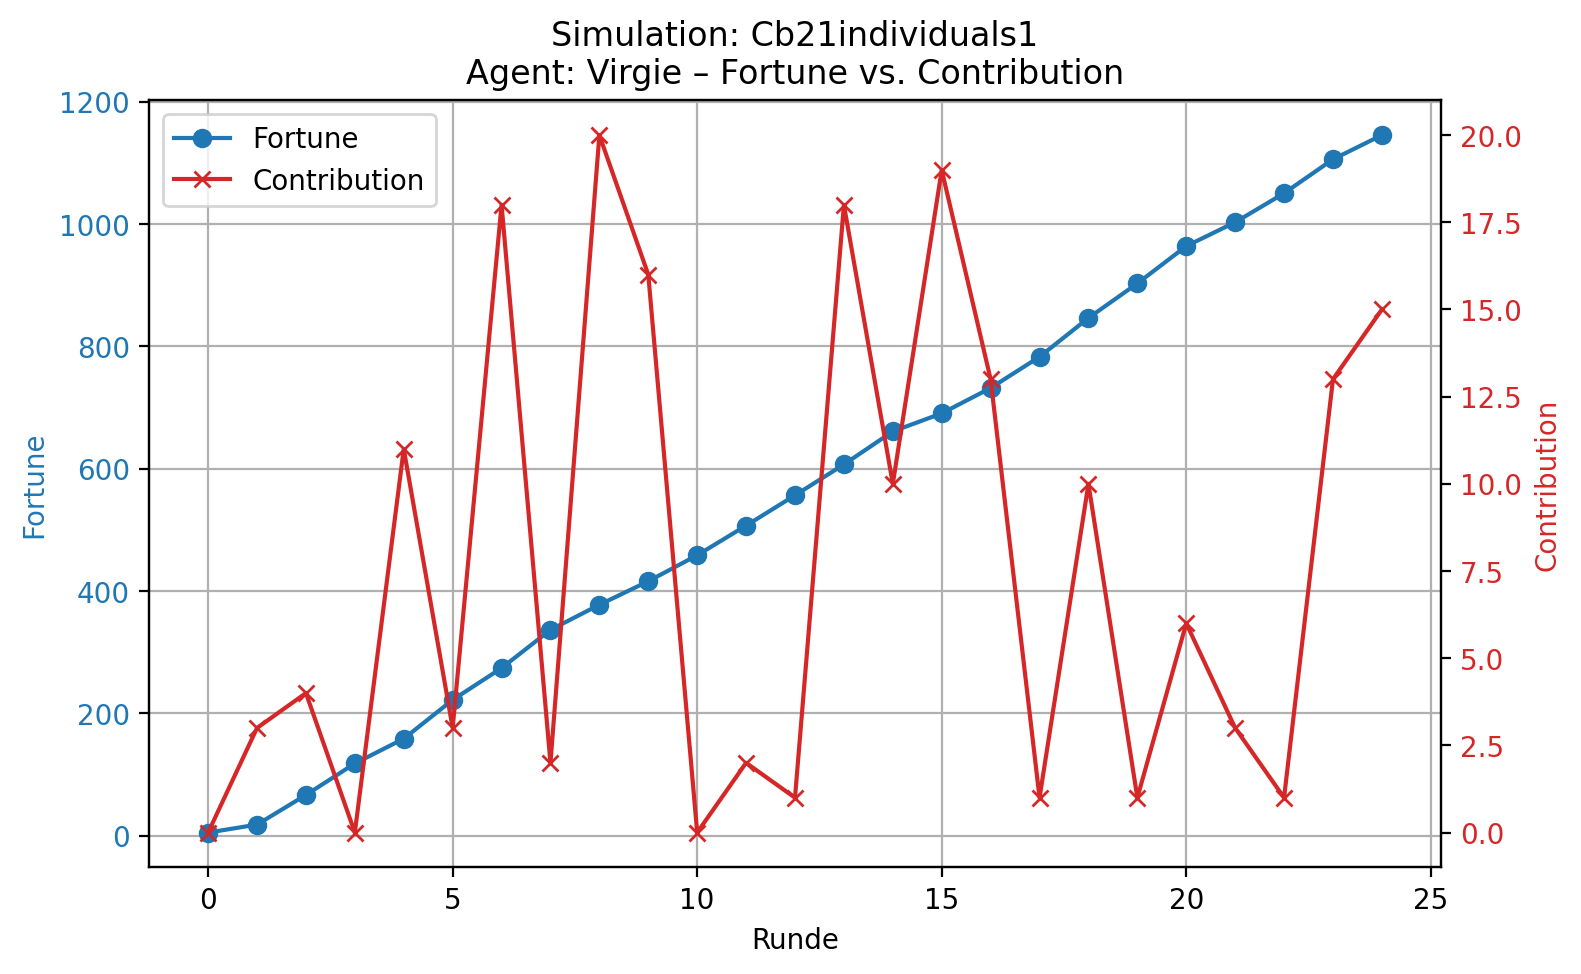 Simulation: Cb21individuals1
Agent: Virgie – Fortune vs. Contribution
Fortune
Contribution
1200
1000
800
600
400
200
0
Fortune
20.0
17.5
15.0
12.5
10.0
7.5
5.0
2.5
0.0
Contribution
0 5 10 15 20 25
Runde